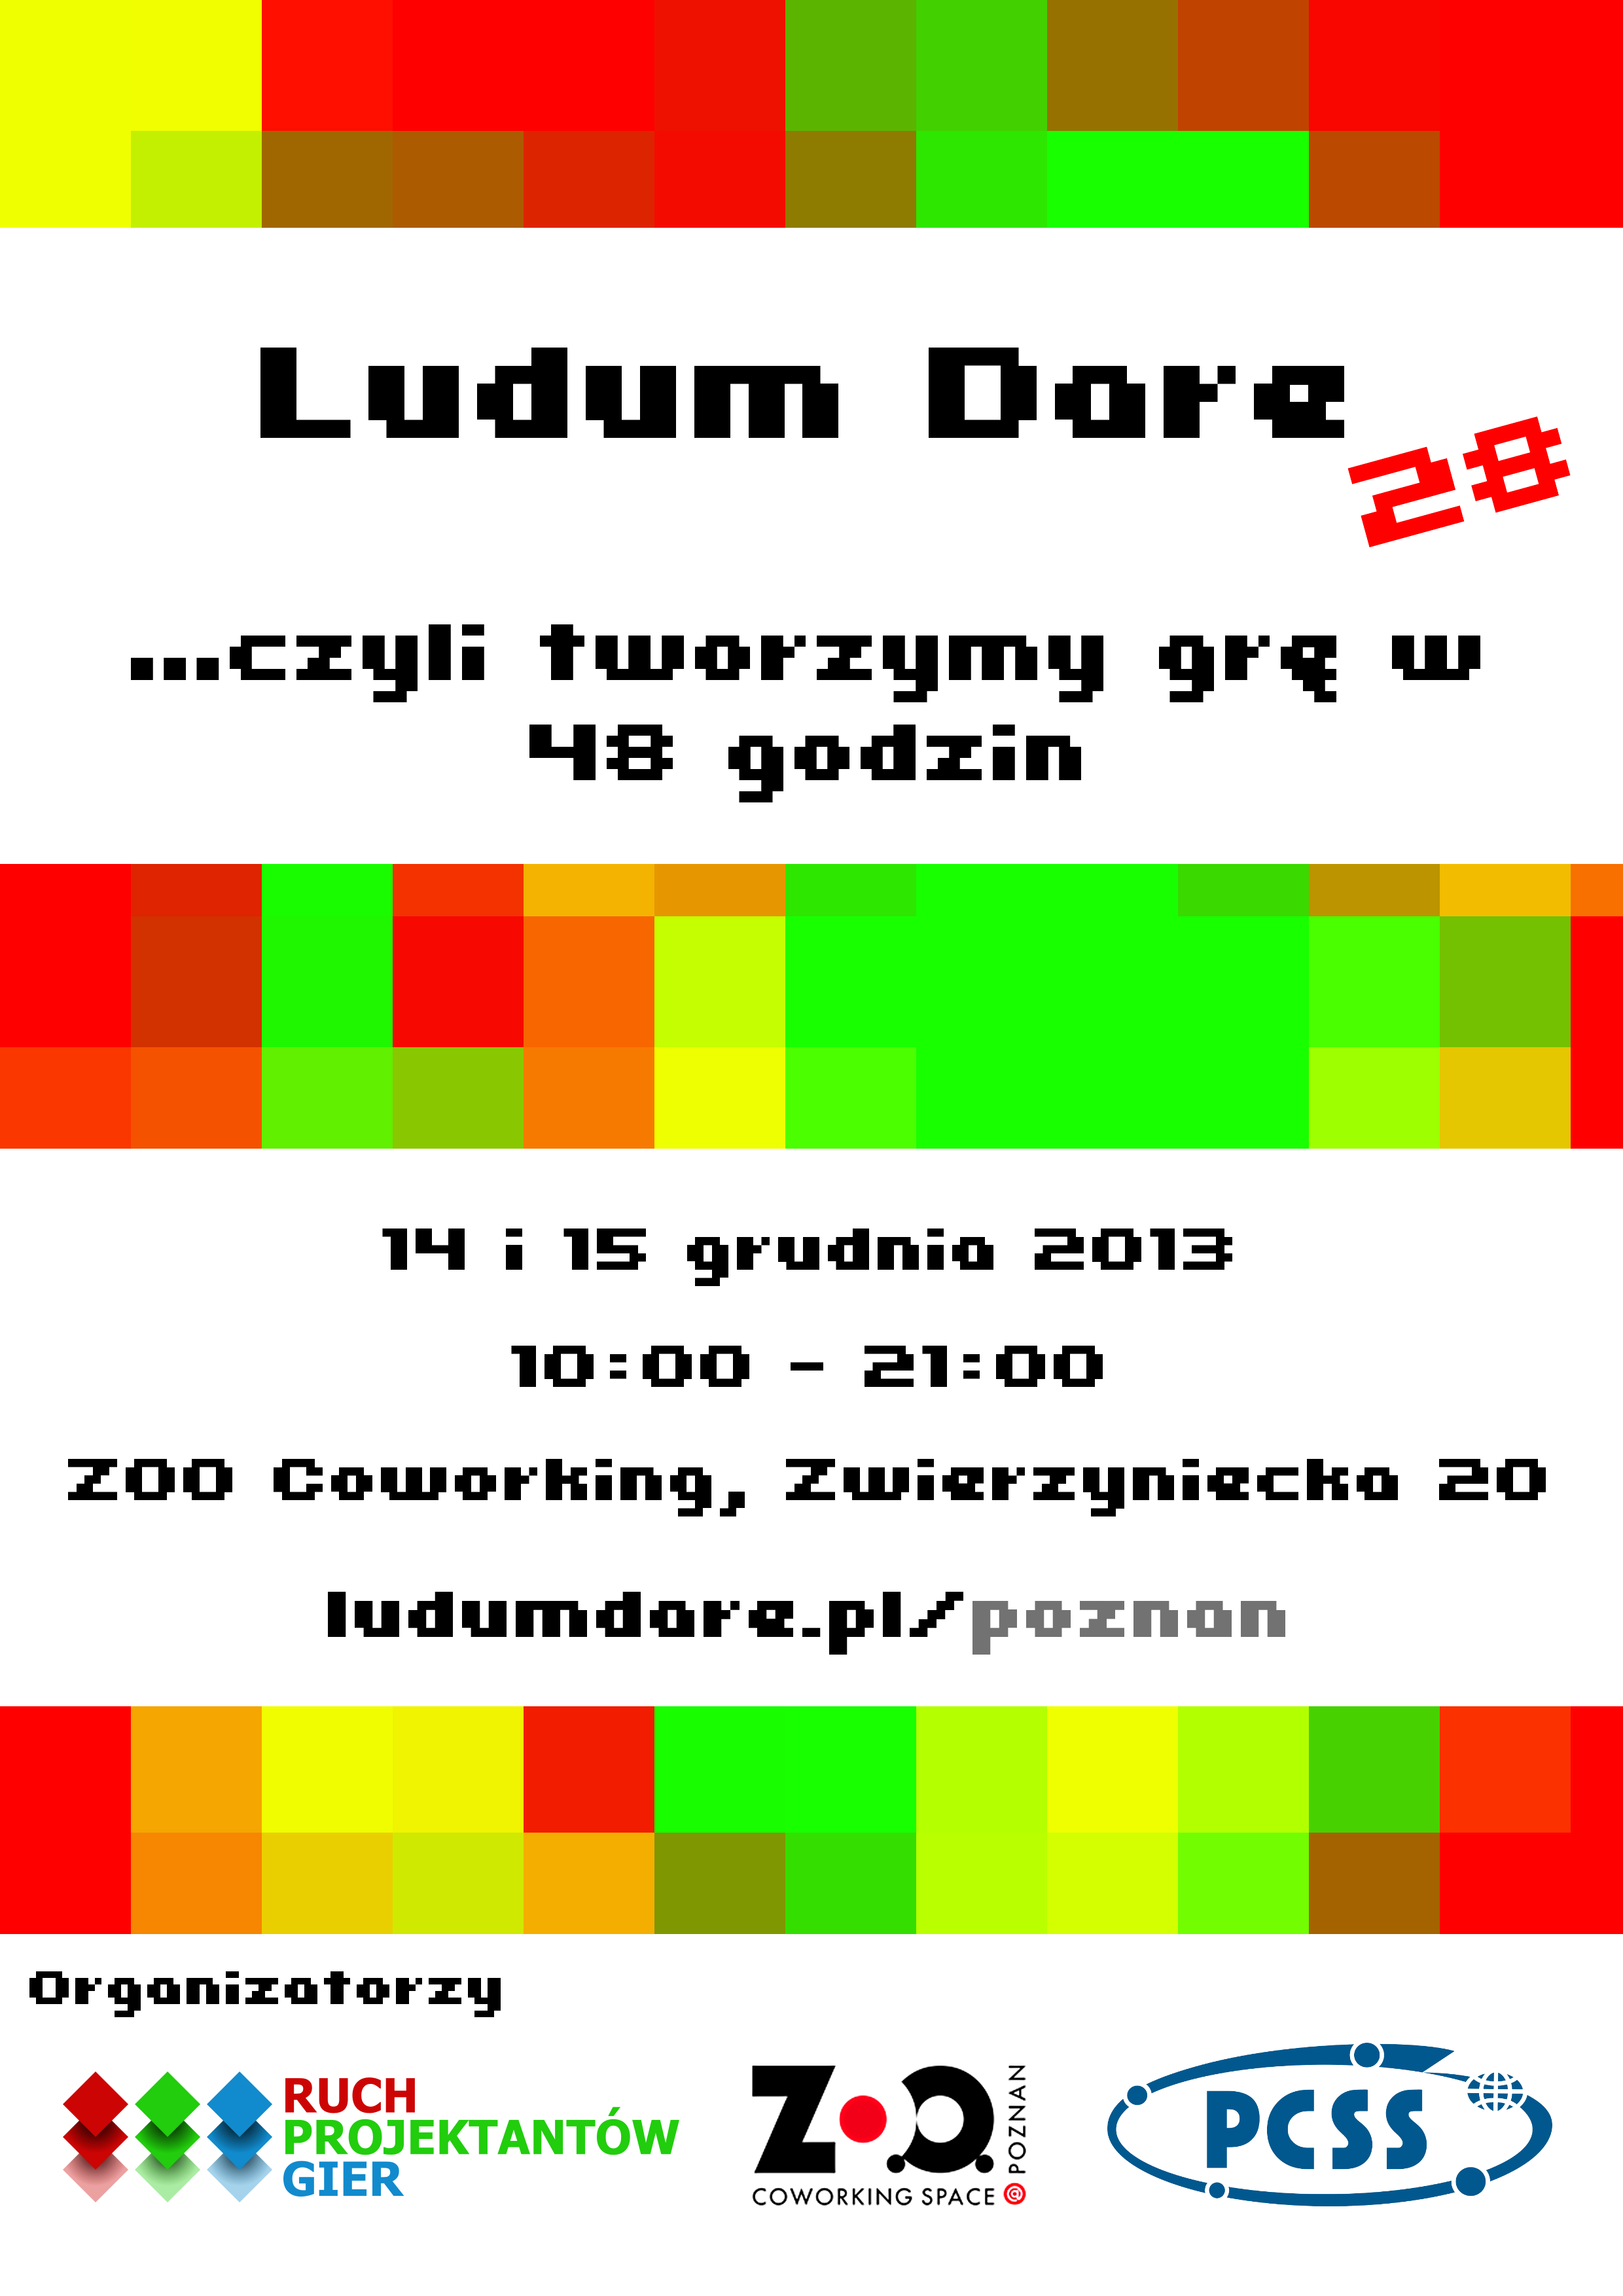 Ludum Dare
28
...czyli tworzymy grę w
48 godzin
14 i 15 grudnia 2013
10:00 - 21:00
ZOO Coworking, Zwierzyniecka 20
ludumdare.pl/poznan
Organizatorzy
RUCH
PROJEKTANTÓW
GIER
ZOO
COWORKING SPACE @ POZNAN
PCSS